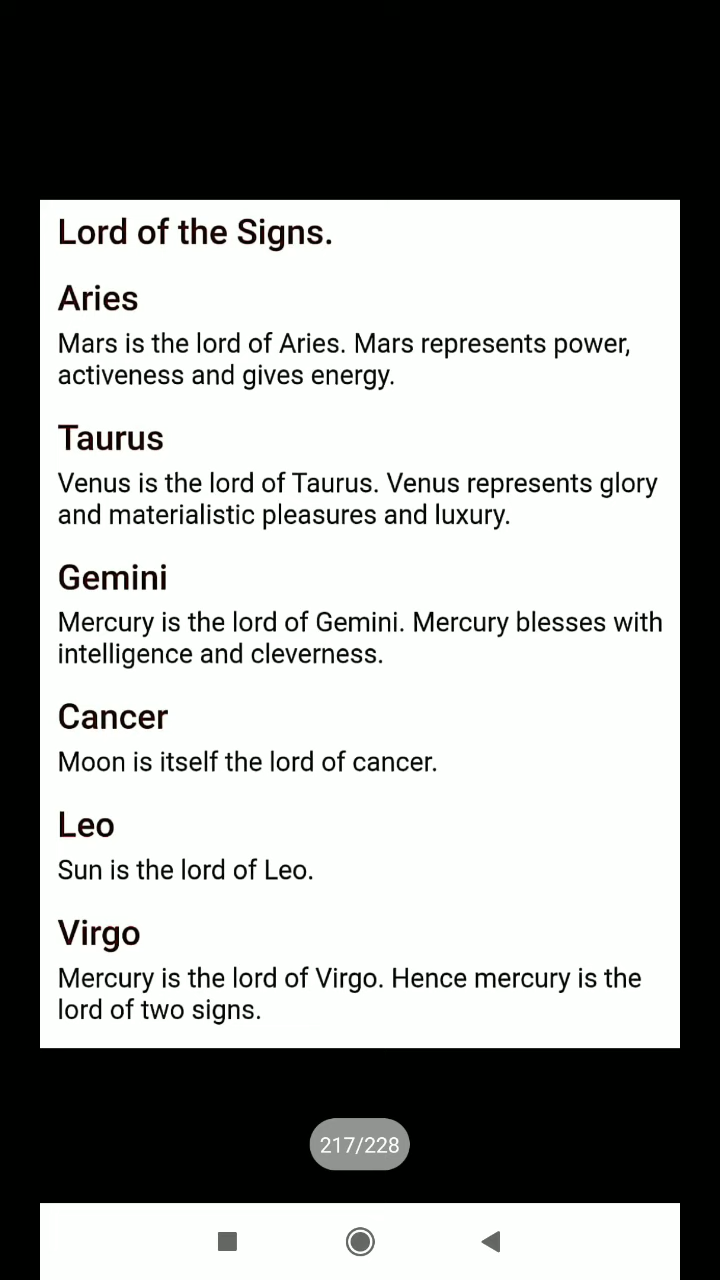 Lord of the Signs.
Aries
Mars is the lord of Aries. Mars represents power,
activeness and gives energy.
Taurus
Venus is the lord of Taurus. Venus represents glory
and materialistic pleasures and luxury.
Gemini
Mercury is the lord of Gemini. Mercury blesses with
intelligence and cleverness.
Cancer
Moon is itself the lord of cancer.
Leo
Sun is the lord of Leo.
Virgo
Mercury is the lord of Virgo. Hence mercury is the
lord of two signs.
217/228